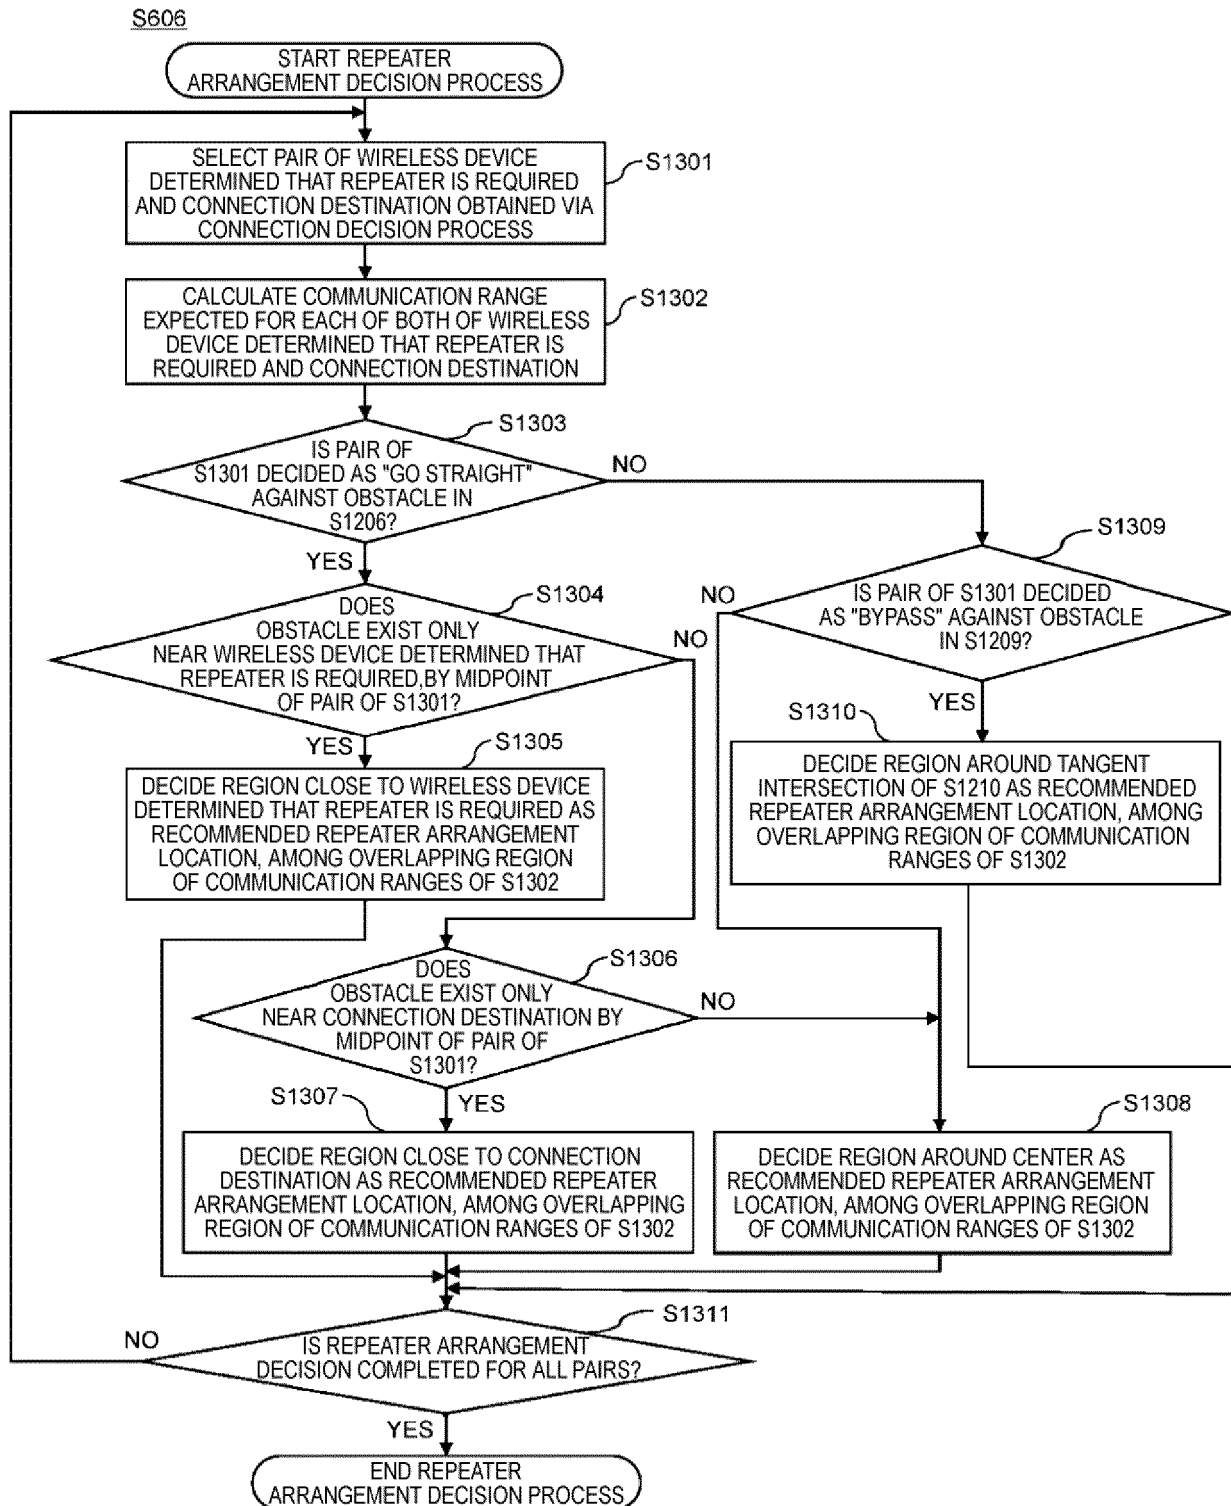 S606
START REPEATER
ARRANGEMENT DECISION PROCESS
SELECT PAIR OF WIRELESS DEVICE
DETERMINED THAT REPEATER IS REQUIRED
AND CONNECTION DESTINATION OBTAINED VIA
CONNECTION DECISION PROCESS
S1301
CALCULATE COMMUNICATION RANGE
EXPECTED FOR EACH OF BOTH OF WIRELESS
DEVICE DETERMINED THAT REPEATER IS
REQUIRED AND CONNECTION DESTINATION
S1302
S1303
IS PAIR OF
S1301 DECIDED AS "GO STRAIGHT"
AGAINST OBSTACLE IN
S1206?
NO
YES
S1304
DOES
OBSTACLE EXIST ONLY
NEAR WIRELESS DEVICE DETERMINED THAT
REPEATER IS REQUIRED,BY MIDPOINT
OF PAIR OF S1301?
NO
YES
S1309
IS PAIR OF S1301 DECIDED
AS "BYPASS" AGAINST OBSTACLE
IN S1209?
NO
YES
S1305
DECIDE REGION CLOSE TO WIRELESS DEVICE
DETERMINED THAT REPEATER IS REQUIRED AS
RECOMMENDED REPEATER ARRANGEMENT
LOCATION, AMONG OVERLAPPING REGION
OF COMMUNICATION RANGES OF S1302
S1310
DECIDE REGION AROUND TANGENT
INTERSECTION OF S1210 AS RECOMMENDED
REPEATER ARRANGEMENT LOCATION, AMONG
OVERLAPPING REGION OF COMMUNICATION
RANGES OF S1302
S1306
DOES
OBSTACLE EXIST ONLY
NEAR CONNECTION DESTINATION BY
MIDPOINT OF PAIR OF
S1301?
NO
YES
S1307
DECIDE REGION CLOSE TO CONNECTION
DESTINATION AS RECOMMENDED REPEATER
ARRANGEMENT LOCATION, AMONG OVERLAPPING
REGION OF COMMUNICATION RANGES OF S1302
S1308
DECIDE REGION AROUND CENTER AS
RECOMMENDED REPEATER ARRANGEMENT
LOCATION, AMONG OVERLAPPING REGION
OF COMMUNICATION RANGES OF S1302
S1311
IS REPEATER ARRANGEMENT
DECISION COMPLETED FOR ALL PAIRS?
NO
YES
END REPEATER
ARRANGEMENT DECISION PROCESS